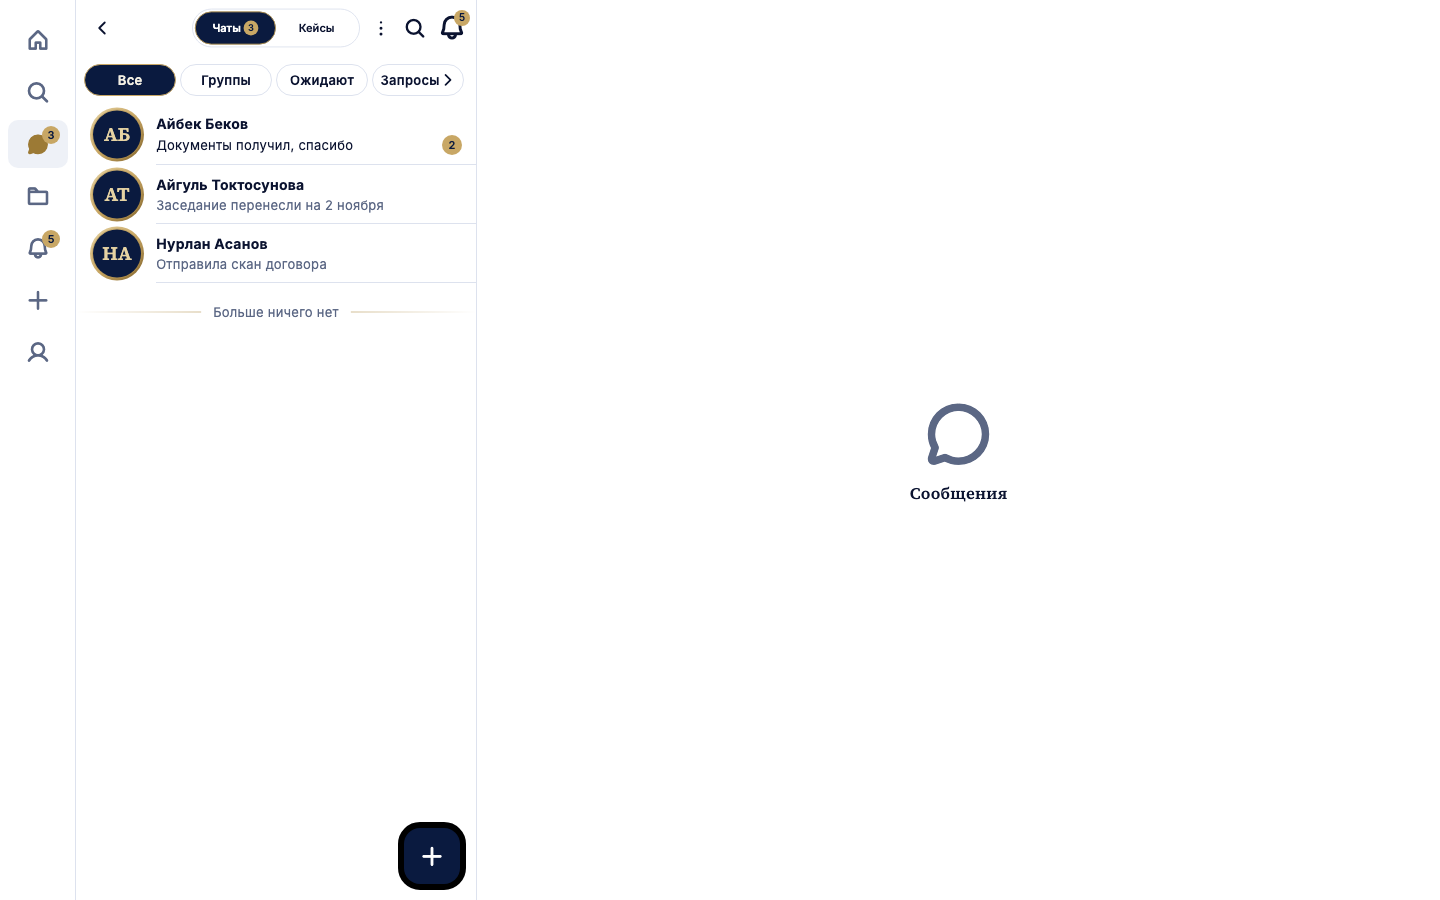 Чаты 3
Кейсы
5
3
5
Все
Группы
Ожидают
Запросы
АБ
Айбек Беков
Документы получил, спасибо
2
АТ
Айгуль Токтосунова
Заседание перенесли на 2 ноября
НА
Нурлан Асанов
Отправила скан договора
Больше ничего нет
Сообщения